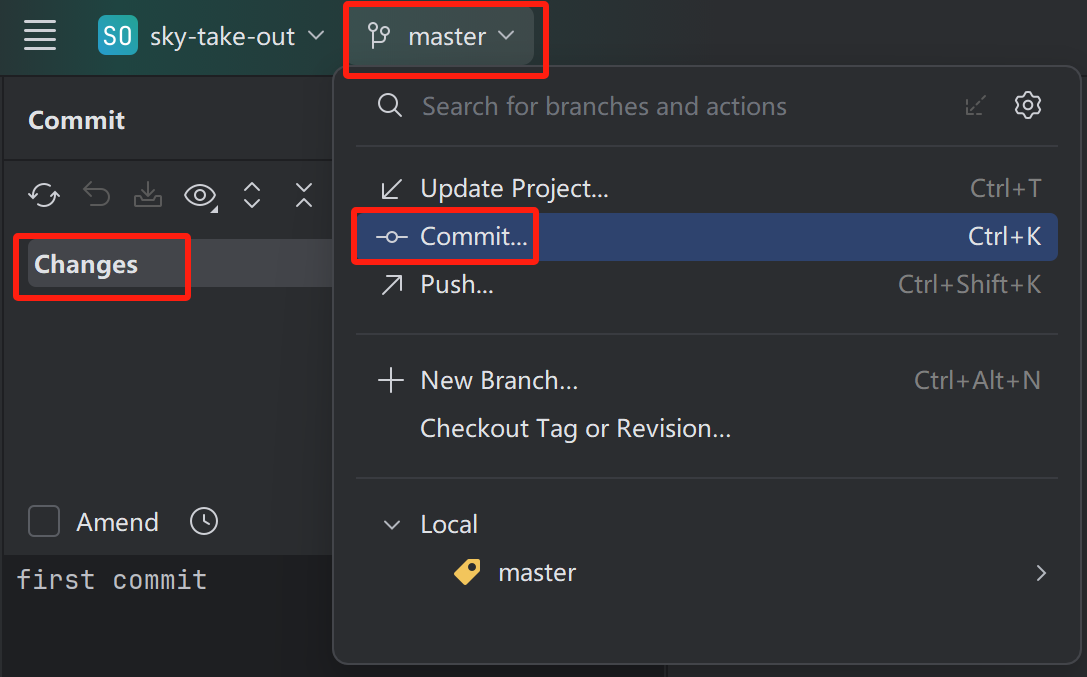 SO sky-take-out master
Commit
Search for branches and actions
Update Project... Ctrl+T
Commit... Ctrl+K
Changes
Push... Ctrl+Shift+K
New Branch... Ctrl+Alt+N
Checkout Tag or Revision...
Amend
Local
first commit
master